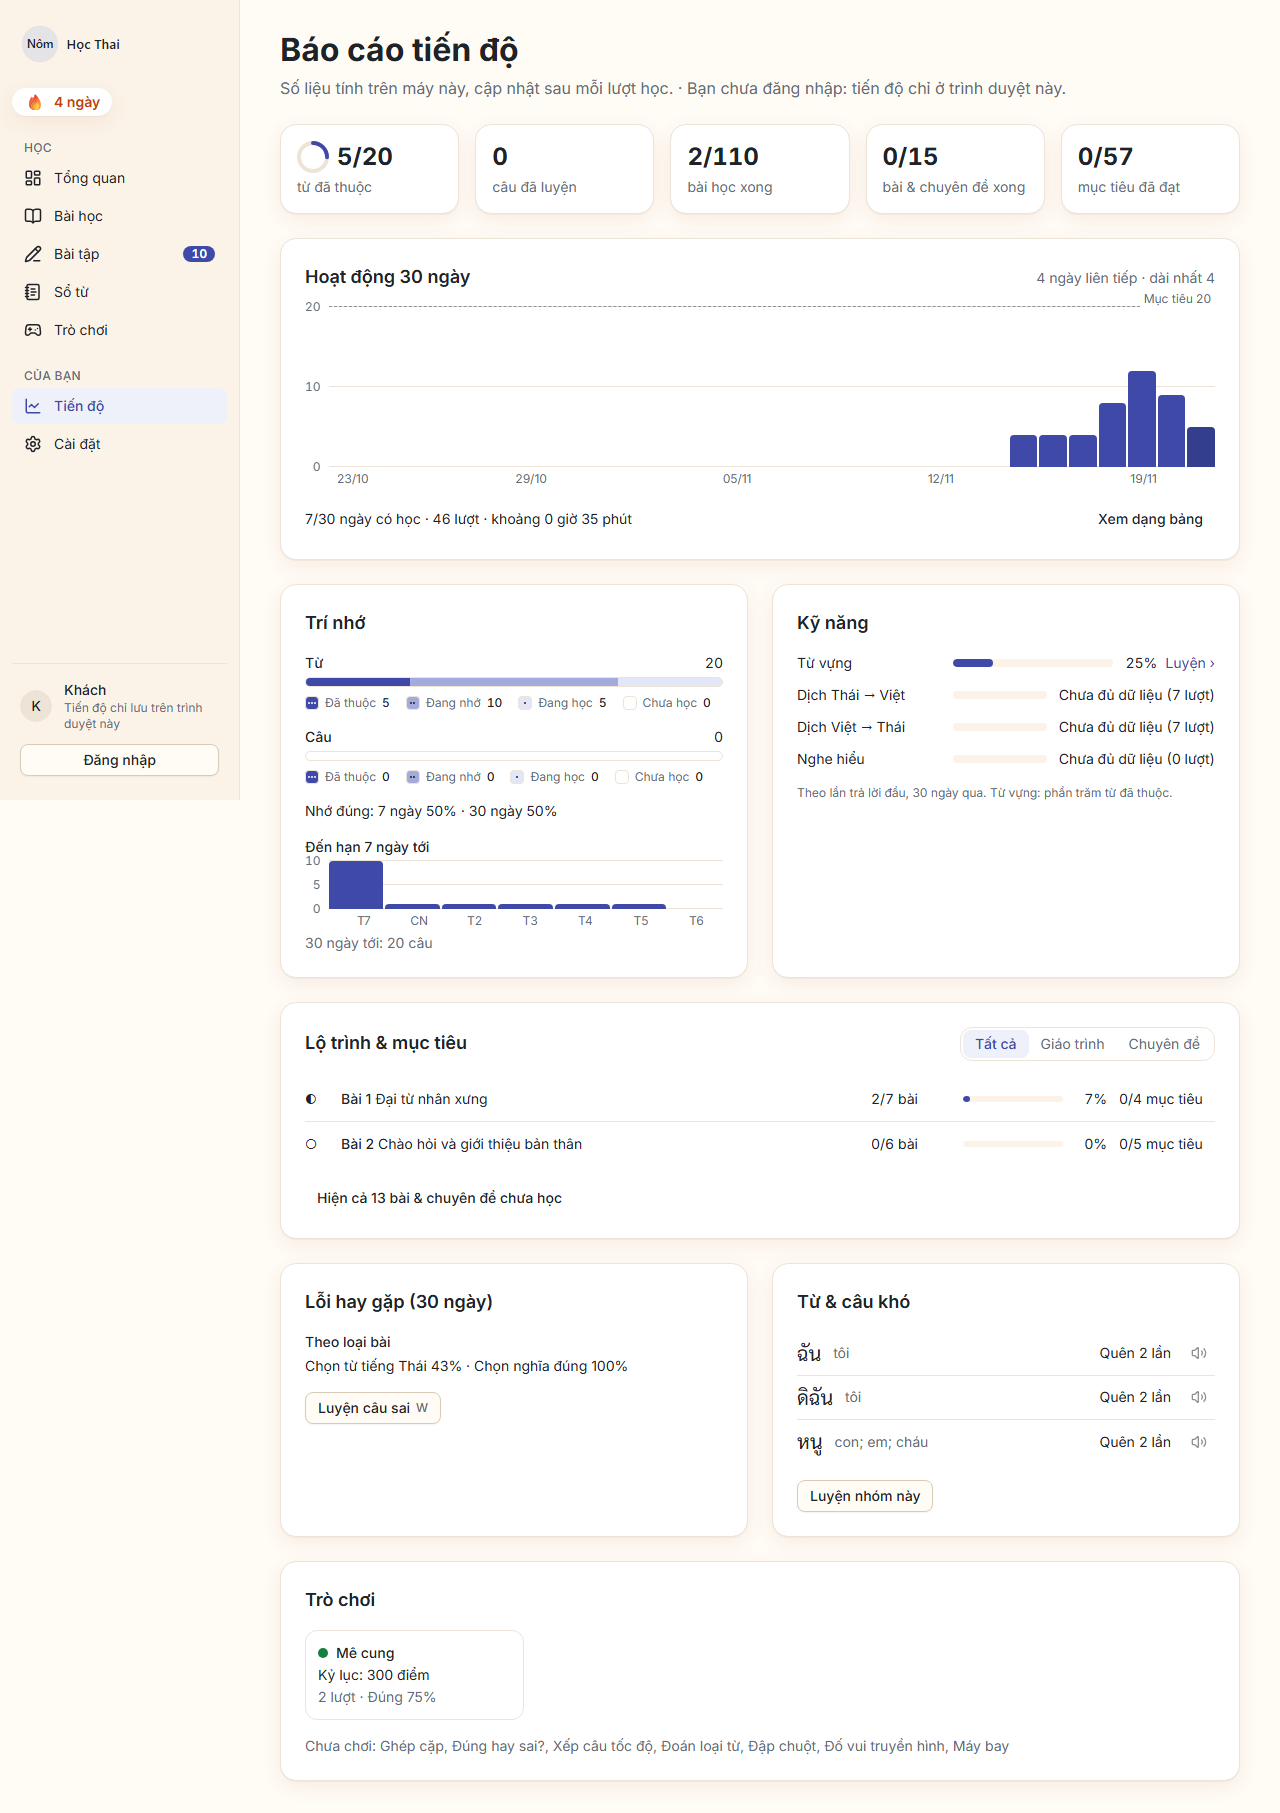 Nôm Học Thai
4 ngày
HỌC
Tổng quan
Bài học
Bài tập 10
Sổ từ
Trò chơi
CỦA BẠN
Tiến độ
Cài đặt
K Khách
Tiến độ chỉ lưu trên trình
duyệt này
Đăng nhập
Báo cáo tiến độ
Số liệu tính trên máy này, cập nhật sau mỗi lượt học. · Bạn chưa đăng nhập: tiến độ chỉ ở trình duyệt này.
5/20
từ đã thuộc
0
câu đã luyện
2/110
bài học xong
0/15
bài & chuyên đề xong
0/57
mục tiêu đã đạt
Hoạt động 30 ngày
4 ngày liên tiếp · dài nhất 4
Mục tiêu 20
20
10
0
23/10 29/10 05/11 12/11 19/11
7/30 ngày có học · 46 lượt · khoảng 0 giờ 35 phút
Xem dạng bảng
Trí nhớ
Từ 20
Đã thuộc 5 Đang nhớ 10 Đang học 5 Chưa học 0
Câu 0
Đã thuộc 0 Đang nhớ 0 Đang học 0 Chưa học 0
Nhớ đúng: 7 ngày 50% · 30 ngày 50%
Đến hạn 7 ngày tới
10
5
0
T7 CN T2 T3 T4 T5 T6
30 ngày tới: 20 câu
Kỹ năng
Từ vựng 25% Luyện ›
Dịch Thái → Việt Chưa đủ dữ liệu (7 lượt)
Dịch Việt → Thái Chưa đủ dữ liệu (7 lượt)
Nghe hiểu Chưa đủ dữ liệu (0 lượt)
Theo lần trả lời đầu, 30 ngày qua. Từ vựng: phần trăm từ đã thuộc.
Lộ trình & mục tiêu
Tất cả Giáo trình Chuyên đề
Bài 1 Đại từ nhân xưng 2/7 bài 7% 0/4 mục tiêu
Bài 2 Chào hỏi và giới thiệu bản thân 0/6 bài 0% 0/5 mục tiêu
Hiện cả 13 bài & chuyên đề chưa học
Lỗi hay gặp (30 ngày)
Theo loại bài
Chọn từ tiếng Thái 43% · Chọn nghĩa đúng 100%
Luyện câu sai W
Từ & câu khó
ฉัน tôi Quên 2 lần
ดิฉัน tôi Quên 2 lần
หนู con; em; cháu Quên 2 lần
Luyện nhóm này
Trò chơi
Mê cung
Kỷ lục: 300 điểm
2 lượt · Đúng 75%
Chưa chơi: Ghép cặp, Đúng hay sai?, Xếp câu tốc độ, Đoán loại từ, Đập chuột, Đố vui truyền hình, Máy bay